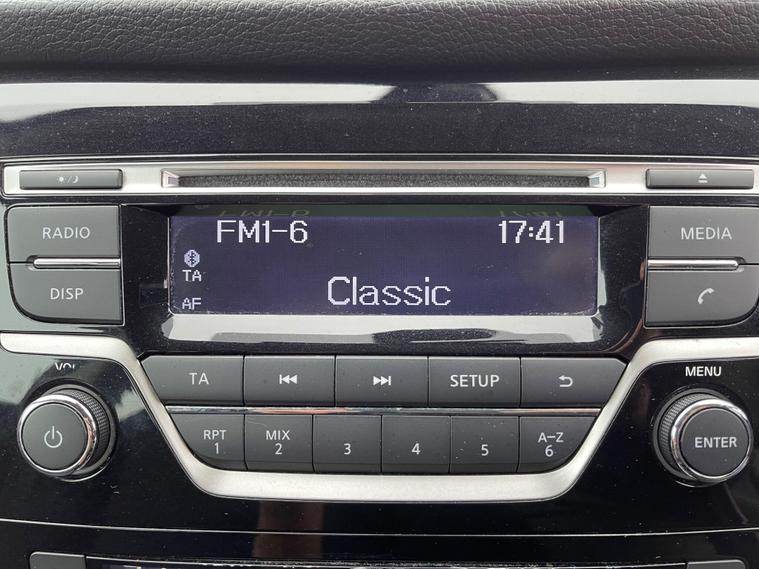 RADIO
DISP
FM1-6 17:41
TA
AF
Classic
MEDIA
VOL
TA SETUP
MENU
RPT 1 MIX 2 3 4 5 A-Z 6
ENTER